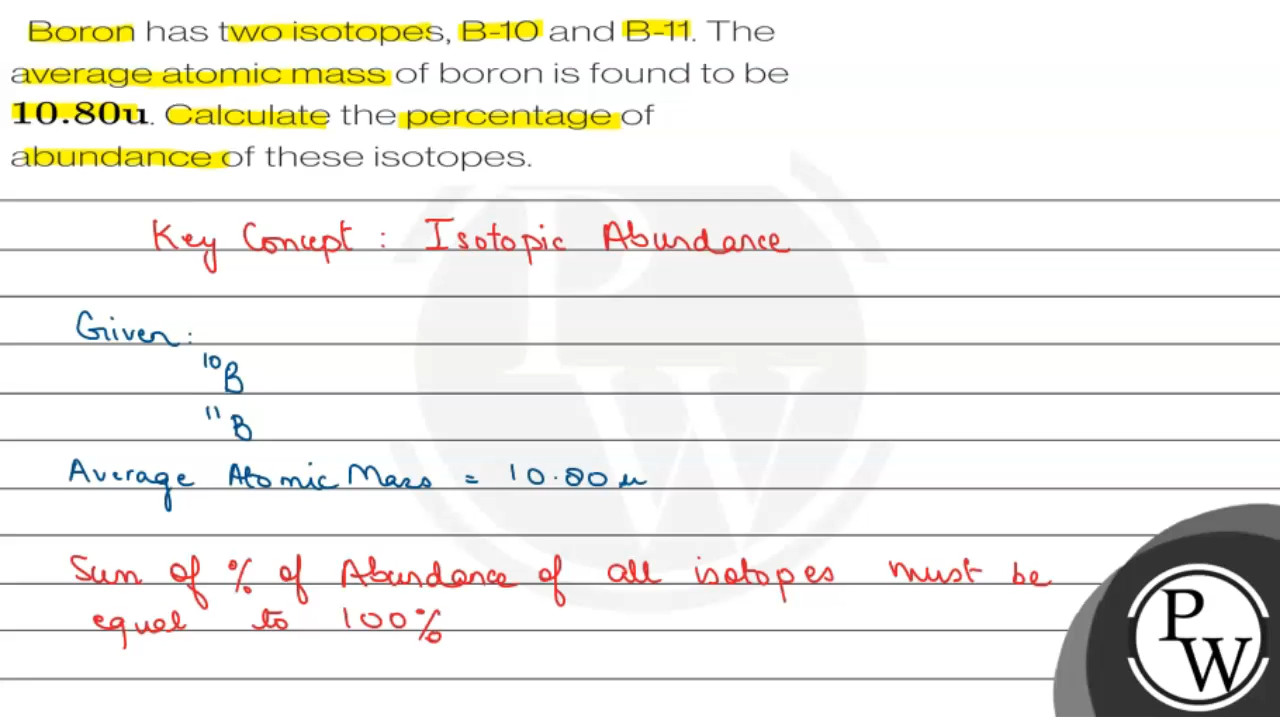 Boron has two isotopes, B-10 and B-11. The
average atomic mass of boron is found to be
10.80u. Calculate the percentage of
abundance of these isotopes.
Key Concept : Isotopic Abundance
Given:
¹⁰B
¹¹B
Average Atomic Mass = 10.80 u
Sum of % of Abundance of all isotopes must be
equal to 100%
P
W
P
W